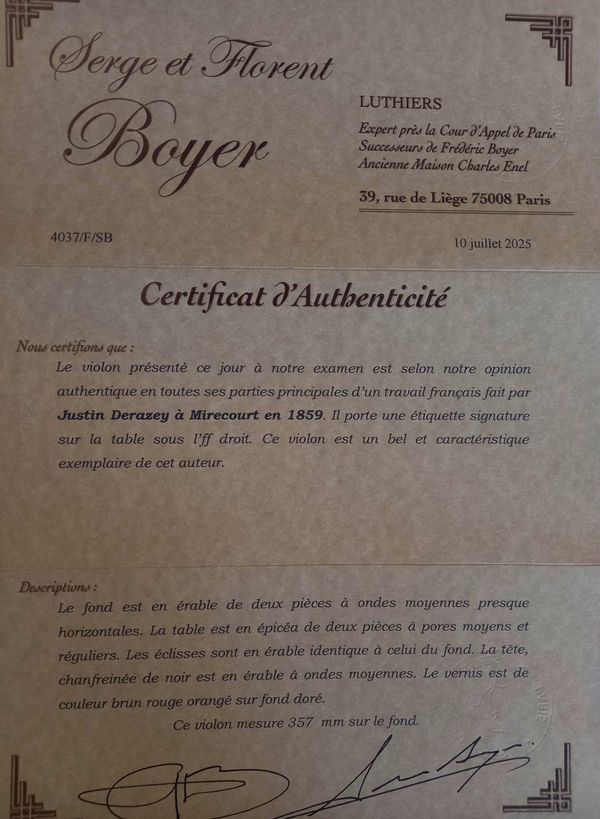 Serge et Florent
Boyer
LUTHIERS
Expert près la Cour d'Appel de Paris
Successeurs de Frédéric Boyer
Ancienne Maison Charles Enel
39, rue de Liège 75008 Paris
4037/F/SB
10 juillet 2025
Certificat d'Authenticité
Nous certifions que :
Le violon présenté ce jour à notre examen est selon notre opinion
authentique en toutes ses parties principales d'un travail français fait par
Justin Derazey à Mirecourt en 1859. Il porte une étiquette signature
sur la table sous l'ff droit. Ce violon est un bel et caractéristique
exemplaire de cet auteur.
Descriptions :
Le fond est en érable de deux pièces à ondes moyennes presque
horizontales. La table est en épicéa de deux pièces à pores moyens et
réguliers. Les éclisses sont en érable identique à celui du fond. La tête,
chanfreinée de noir est en érable à ondes moyennes. Le vernis est de
couleur brun rouge orangé sur fond doré.
Ce violon mesure 357 mm sur le fond.